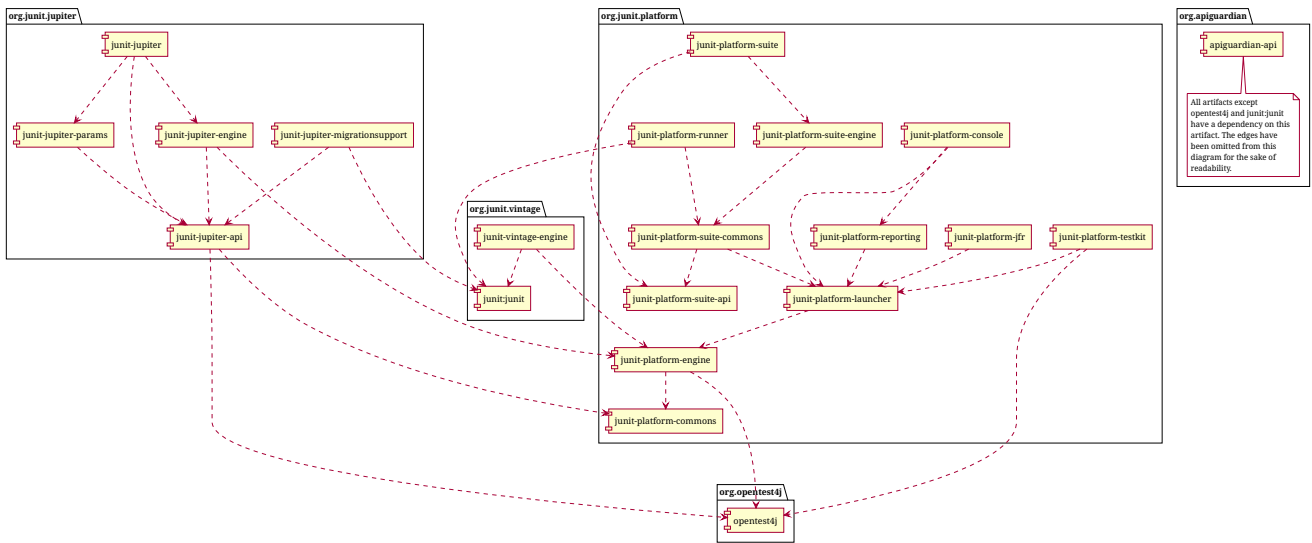 org.junit.jupiter
junit-jupiter
junit-jupiter-params
junit-jupiter-engine
junit-jupiter-migrationsupport
junit-jupiter-api
org.junit.vintage
junit-vintage-engine
junit:junit
org.junit.platform
junit-platform-suite
junit-platform-runner
junit-platform-suite-engine
junit-platform-console
junit-platform-suite-commons
junit-platform-reporting
junit-platform-jfr
junit-platform-testkit
junit-platform-suite-api
junit-platform-launcher
junit-platform-engine
junit-platform-commons
org.opentest4j
opentest4j
org.apiguardian
apiguardian-api
All artifacts except
opentest4j and junit:junit
have a dependency on this
artifact. The edges have
been omitted from this
diagram for the sake of
readability.